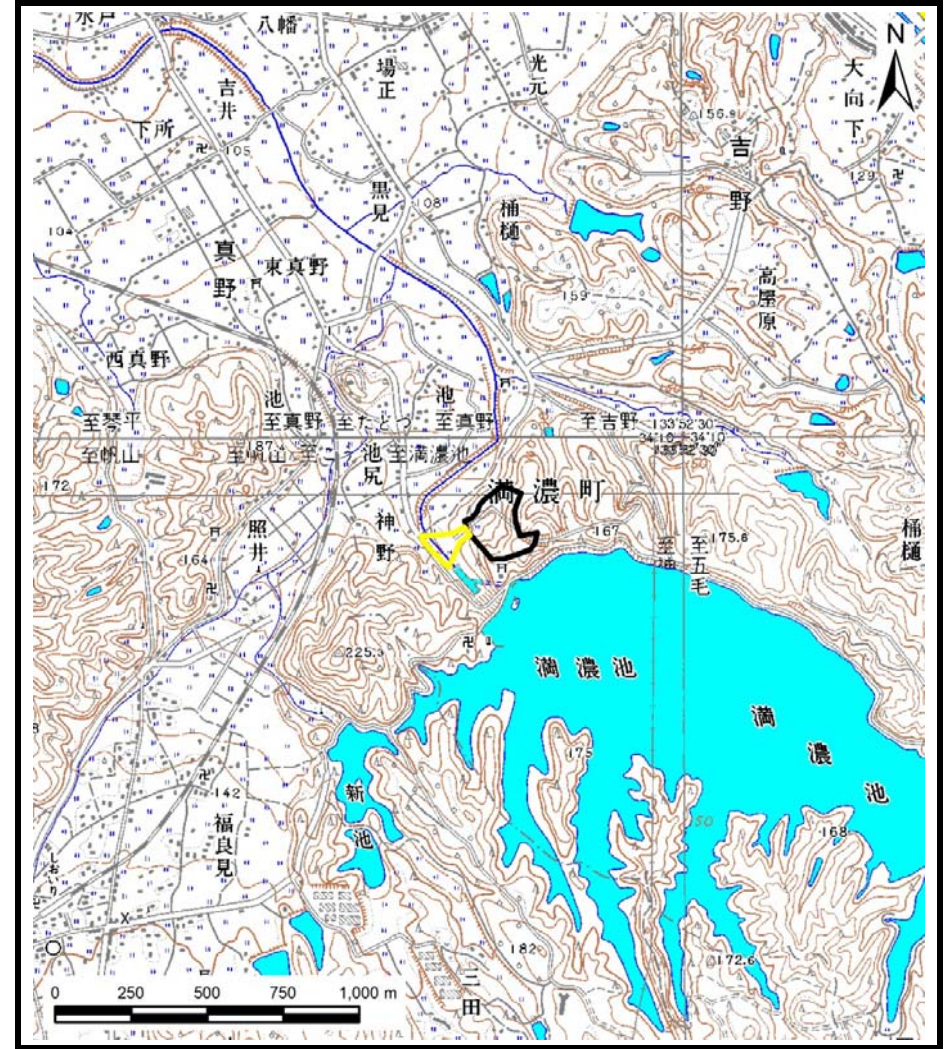 八幡
吉井
場正
光元
N
大向下
下所
105
156.9
吉野
黒見
108
129
桶樋
104
真野
東真野
159
高屋原
114
西真野
池
池
至琴平
至真野
至たどつ
至真野
至吉野
133°52'30"
至帆山
187
池尻
至満濃池
172
満濃町
照井
神野
167
175.6
164
至五毛
桶樋
225.3
満濃池
満濃池
175
新池
142
福良見
150
168
182
172.6
三田
0 250 500 750 1,000 m